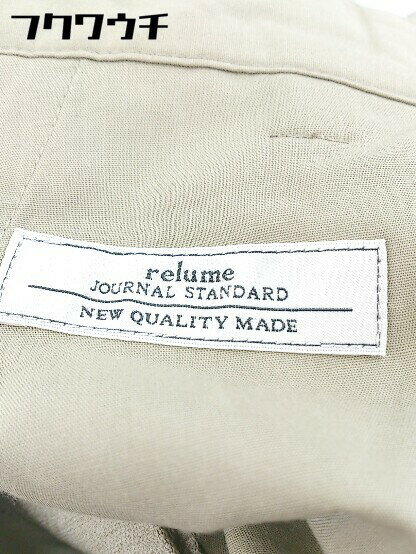 フクワウチ
relume
JOURNAL STANDARD
NEW QUALITY MADE